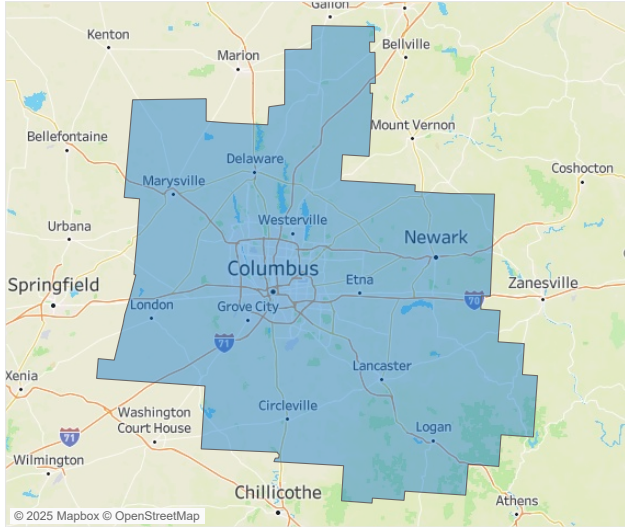 Galion
Kenton
Bellville
Marion
Mount Vernon
Bellefontaine
Delaware
Coshocton
Marysville
Urbana
Westerville
Newark
Columbus
Springfield
Etna
Zanesville
70
London
Grove City
71
Lancaster
Xenia
Circleville
Washington
Court House
Logan
71
Wilmington
Chillicothe
Athens
© 2025 Mapbox © OpenStreetMap